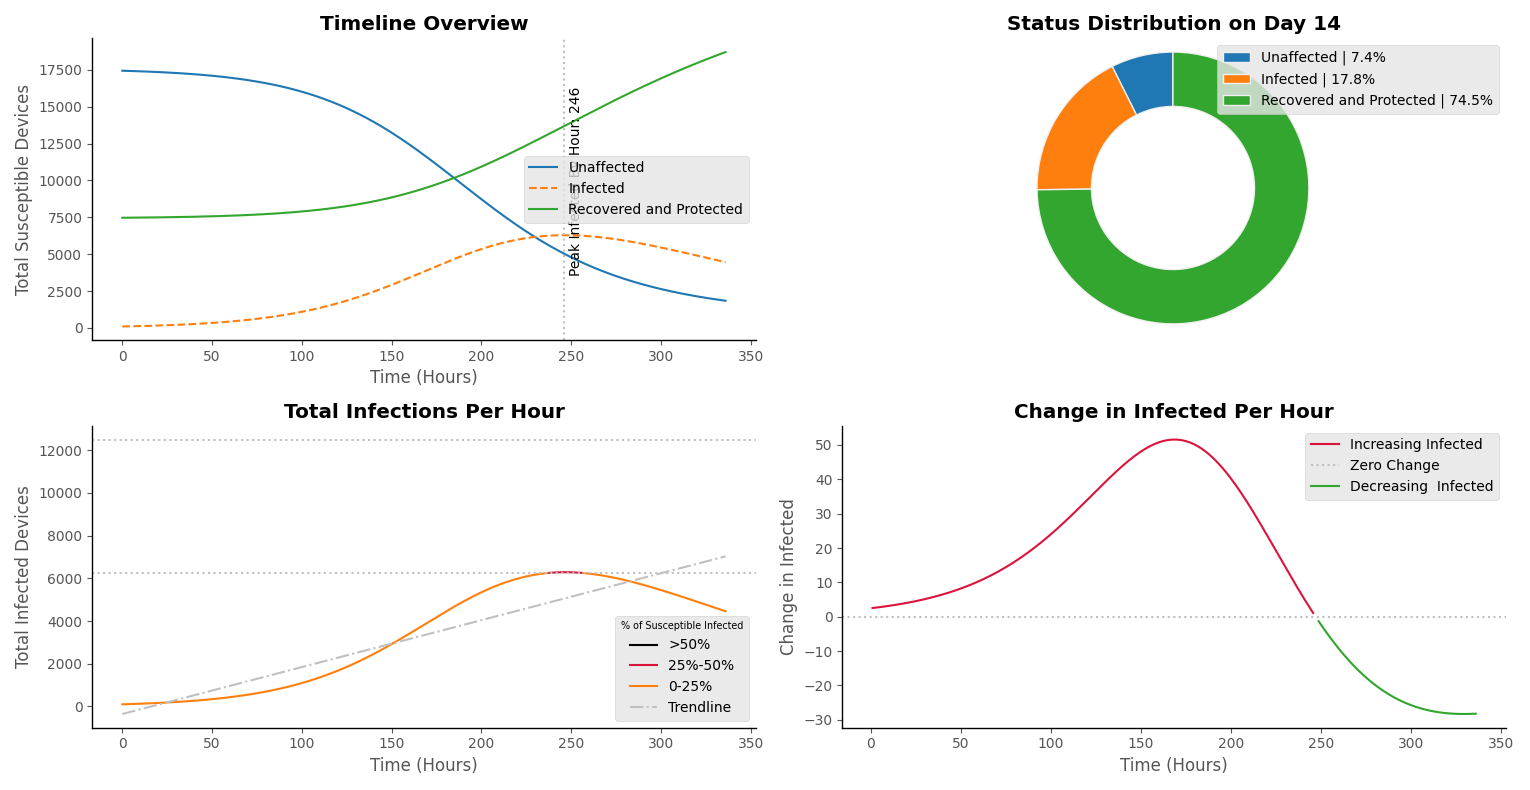 Timeline Overview
Total Susceptible Devices
17500
15000
12500
10000
7500
5000
2500
0
0 50 100 150 200 250 300 350
Time (Hours)
Hour: 246
Unaffected
Infected
Recovered and Protected
Status Distribution on Day 14
Unaffected | 7.4%
Infected | 17.8%
Recovered and Protected | 74.5%
Total Infections Per Hour
Total Infected Devices
12000
10000
8000
6000
4000
2000
0
0 50 100 150 200 250 300 350
Time (Hours)
% of Susceptible Infected
>50%
25%-50%
0-25%
Trendline
Change in Infected Per Hour
Change in Infected
50
40
30
20
10
0
−10
−20
−30
0 50 100 150 200 250 300 350
Time (Hours)
Increasing Infected
Zero Change
Decreasing  Infected